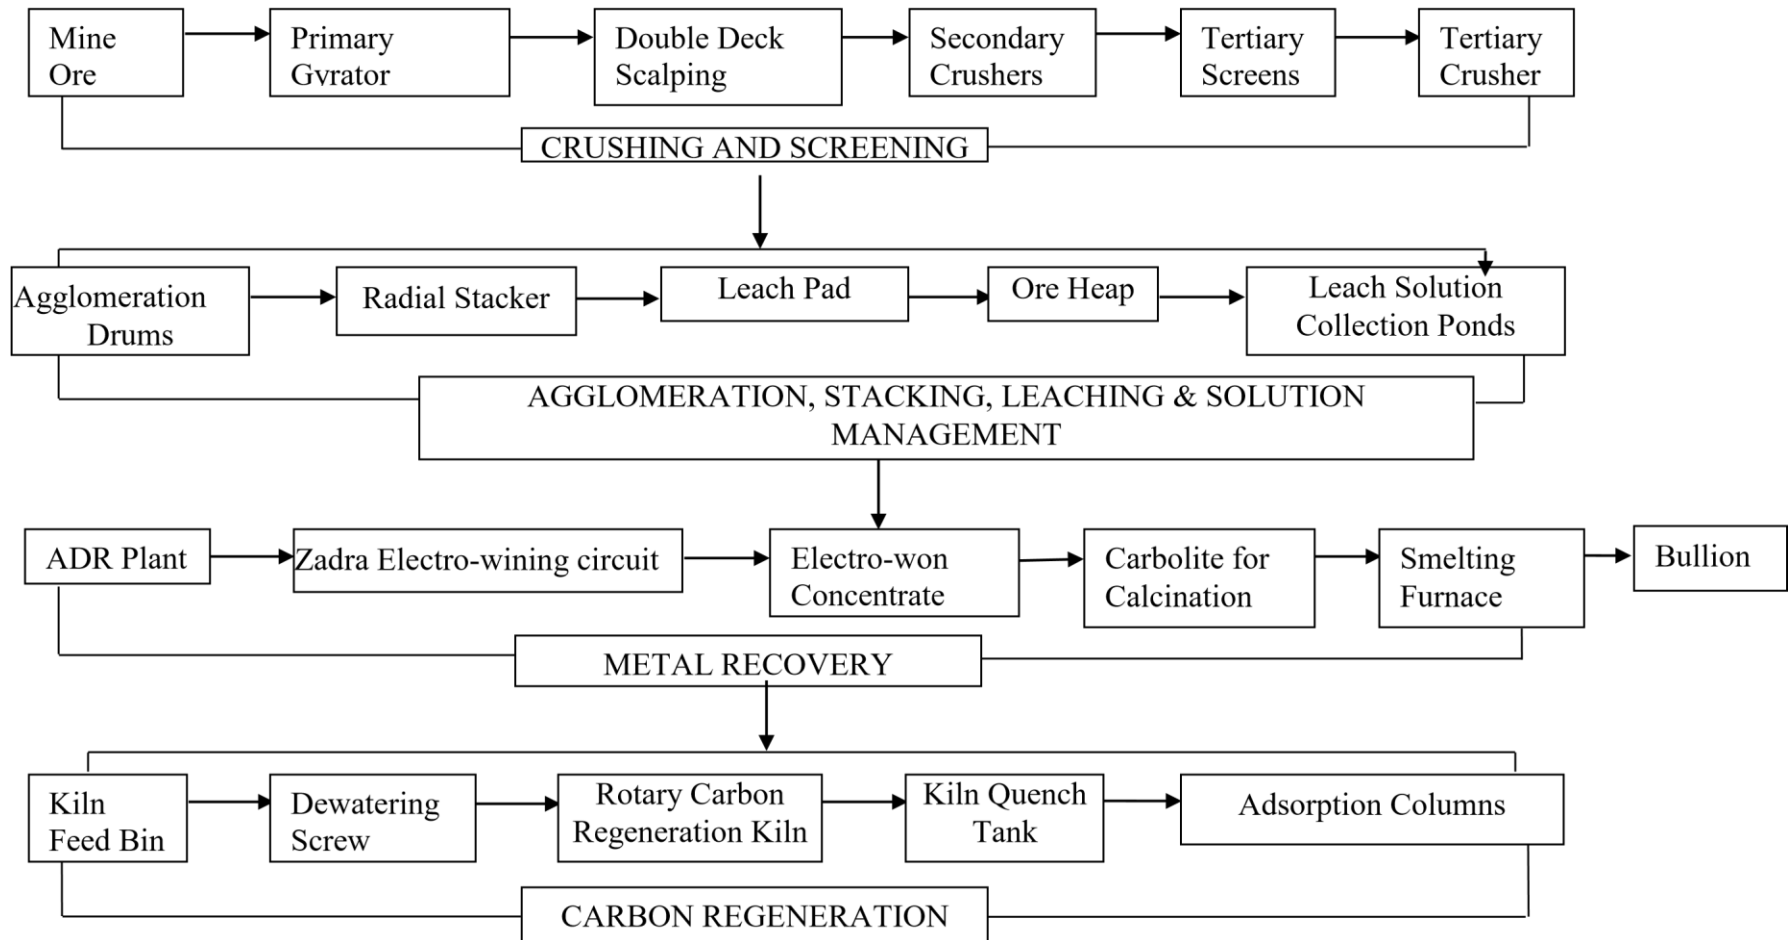 Mine
Ore
Primary
Gvrator
Double Deck
Scalping
Secondary
Crushers
Tertiary
Screens
Tertiary
Crusher
CRUSHING AND SCREENING
Agglomeration
Drums
Radial Stacker
Leach Pad
Ore Heap
Leach Solution
Collection Ponds
AGGLOMERATION, STACKING, LEACHING & SOLUTION
MANAGEMENT
ADR Plant
Zadra Electro-wining circuit
Electro-won
Concentrate
Carbolite for
Calcination
Smelting
Furnace
Bullion
METAL RECOVERY
Kiln
Feed Bin
Dewatering
Screw
Rotary Carbon
Regeneration Kiln
Kiln Quench
Tank
Adsorption Columns
CARBON REGENERATION